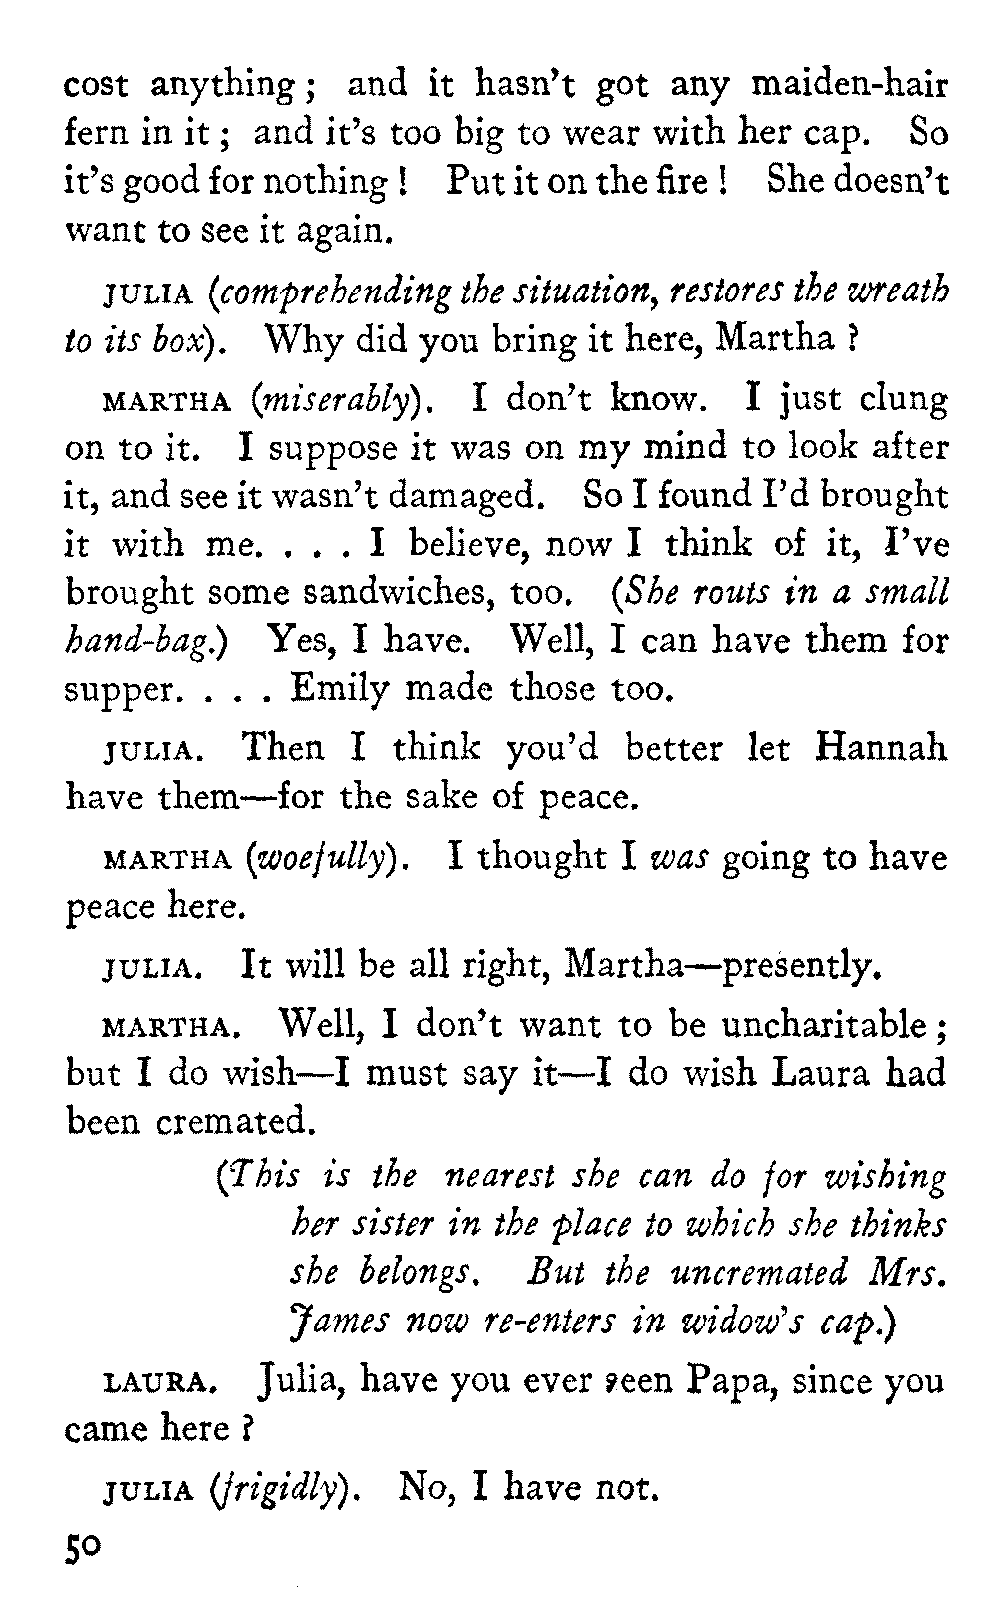 cost anything ; and it hasn't got any maiden-hair
fern in it ; and it's too big to wear with her cap. So
it's good for nothing ! Put it on the fire ! She doesn't
want to see it again.
JULIA (comprehending the situation, restores the wreath
to its box). Why did you bring it here, Martha ?
MARTHA (miserably). I don't know. I just clung
on to it. I suppose it was on my mind to look after
it, and see it wasn't damaged. So I found I'd brought
it with me. . . . I believe, now I think of it, I've
brought some sandwiches, too. (She routs in a small
hand-bag.) Yes, I have. Well, I can have them for
supper. . . . Emily made those too.
JULIA. Then I think you'd better let Hannah
have them—for the sake of peace.
MARTHA (woefully). I thought I was going to have
peace here.
JULIA. It will be all right, Martha—presently.
MARTHA. Well, I don't want to be uncharitable ;
but I do wish—I must say it—I do wish Laura had
been cremated.
(This is the nearest she can do for wishing
her sister in the place to which she thinks
she belongs. But the uncremated Mrs.
James now re-enters in widow's cap.)
LAURA. Julia, have you ever seen Papa, since you
came here ?
JULIA (frigidly). No, I have not.
50